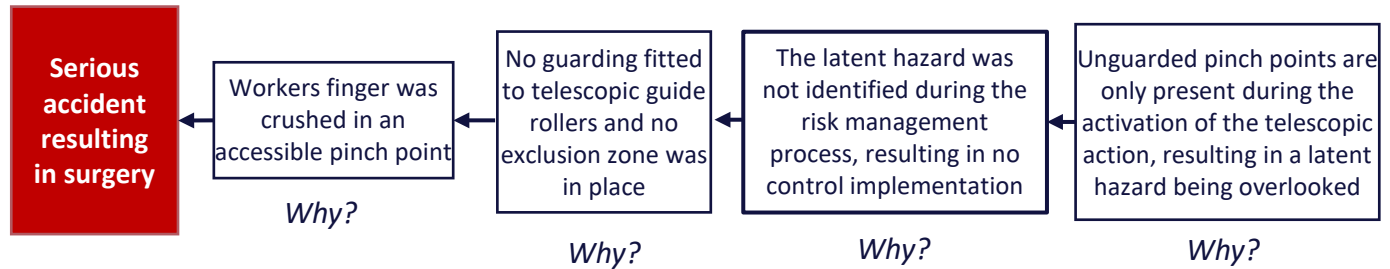 Serious
accident
resulting
in surgery
Workers finger was
crushed in an
accessible pinch point
Why?
No guarding fitted
to telescopic guide
rollers and no
exclusion zone was
in place
Why?
The latent hazard was
not identified during the
risk management
process, resulting in no
control implementation
Why?
Unguarded pinch points are
only present during the
activation of the telescopic
action, resulting in a latent
hazard being overlooked
Why?